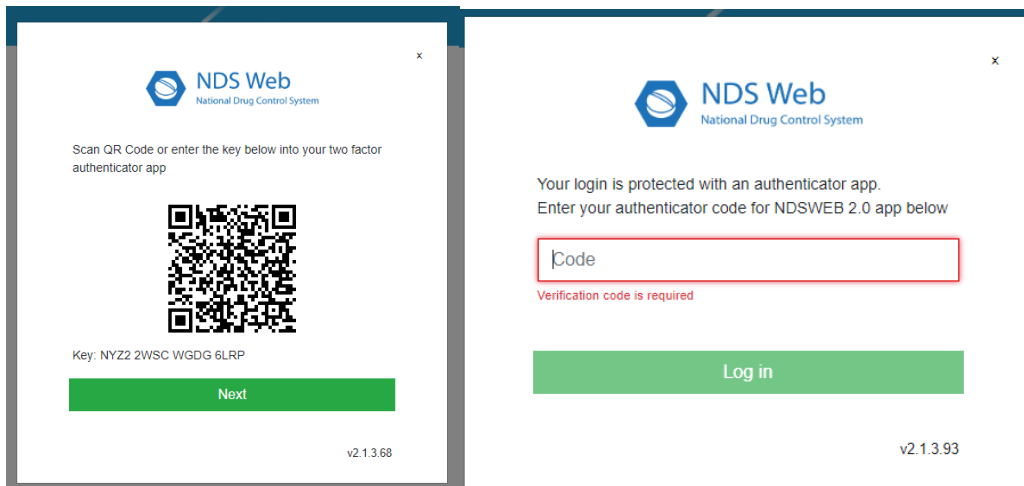 x
NDS Web
National Drug Control System
Scan QR Code or enter the key below into your two factor
authenticator app
Key: NYZ2 2WSC WGDG 6LRP
Next
v2.1.3.68
x
NDS Web
National Drug Control System
Your login is protected with an authenticator app.
Enter your authenticator code for NDSWEB 2.0 app below
Code
Verification code is required
Log in
v2.1.3.93